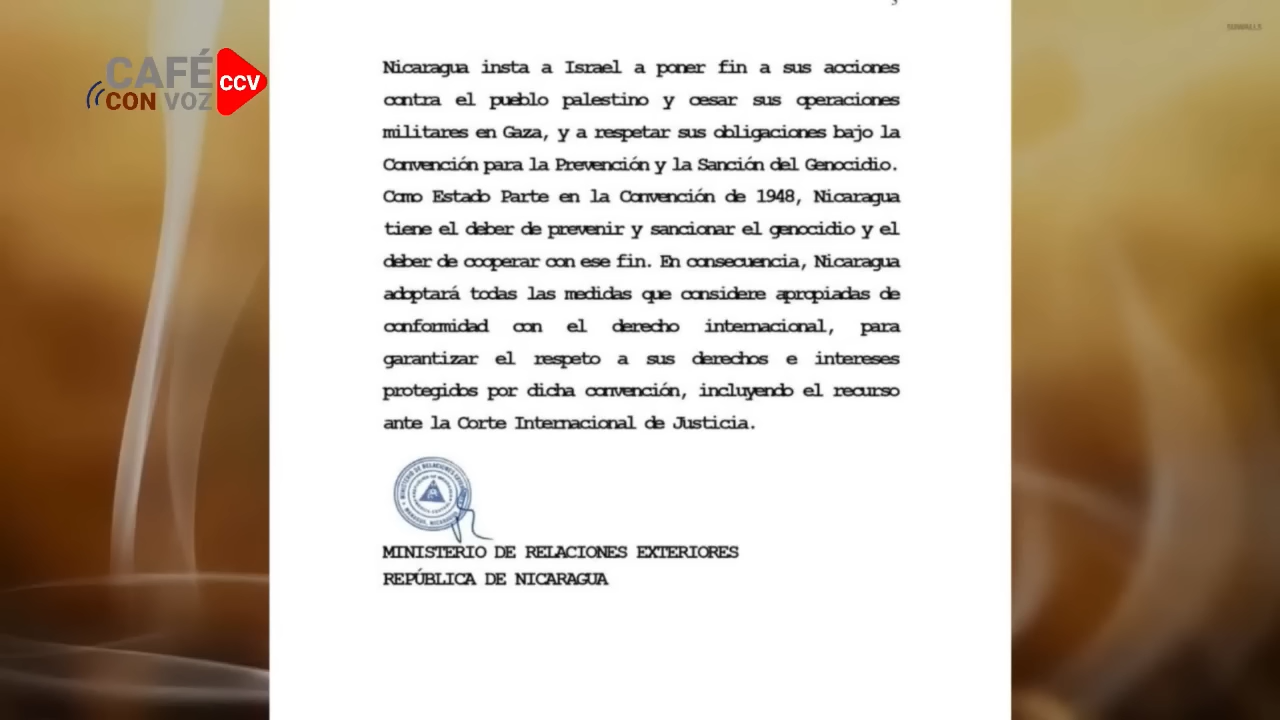 CAFÉ
CON VOZ
CCV
Nicaragua insta a Israel a poner fin a sus acciones
contra el pueblo palestino y cesar sus operaciones
militares en Gaza, y a respetar sus obligaciones bajo la
Convención para la Prevención y la Sanción del Genocidio.
Como Estado Parte en la Convención de 1948, Nicaragua
tiene el deber de prevenir y sancionar el genocidio y el
deber de cooperar con ese fin. En consecuencia, Nicaragua
adoptará todas las medidas que considere apropiadas de
conformidad con el derecho internacional, para
garantizar el respeto a sus derechos e intereses
protegidos por dicha convención, incluyendo el recurso
ante la Corte Internacional de Justicia.
MINISTERIO DE RELACIONES
MANAGUA, NICARAGUA
MINISTERIO DE RELACIONES EXTERIORES
REPÚBLICA DE NICARAGUA